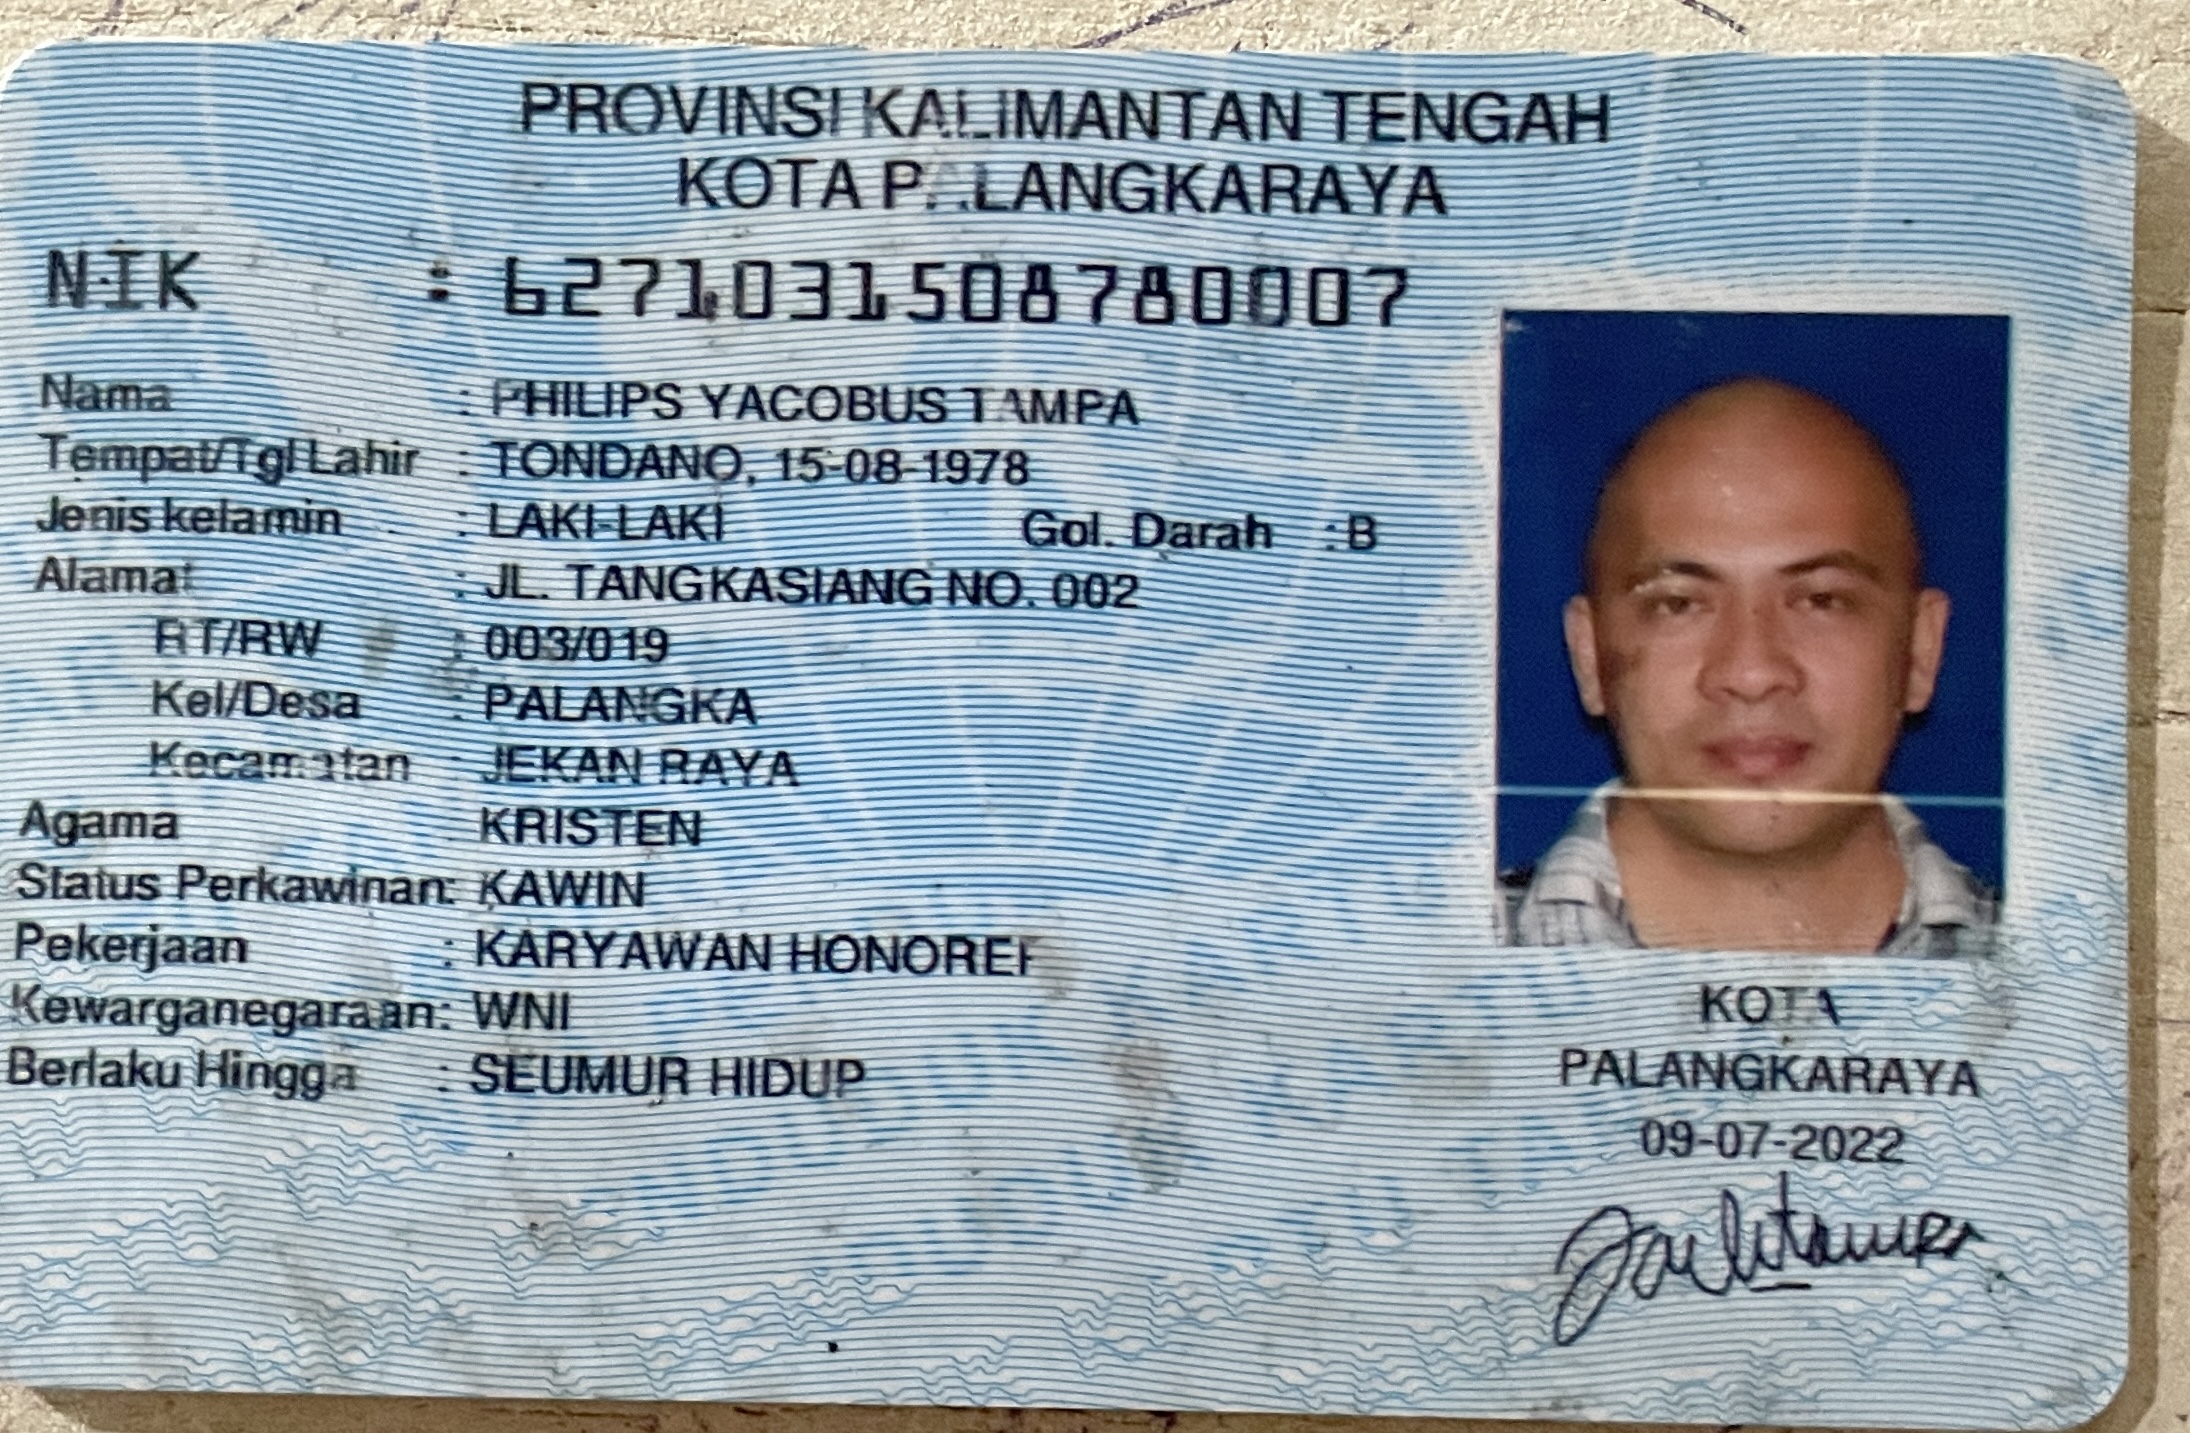 PROVINSI KALIMANTAN TENGAH
KOTA PALANGKARAYA
NIK : 6271031508780007
Nama : PHILIPS YACOBUS TAMPA
Tempat/Tgl Lahir : TONDANO, 15-08-1978
Jenis kelamin : LAKI-LAKI Gol. Darah : B
Alamat : JL. TANGKASIANG NO. 002
RT/RW : 003/019
Kel/Desa : PALANGKA
Kecamatan : JEKAN RAYA
Agama KRISTEN
Status Perkawinan: KAWIN
Pekerjaan : KARYAWAN HONORER
Kewarganegaraan: WNI
Berlaku Hingga : SEUMUR HIDUP
KOTA
PALANGKARAYA
09-07-2022